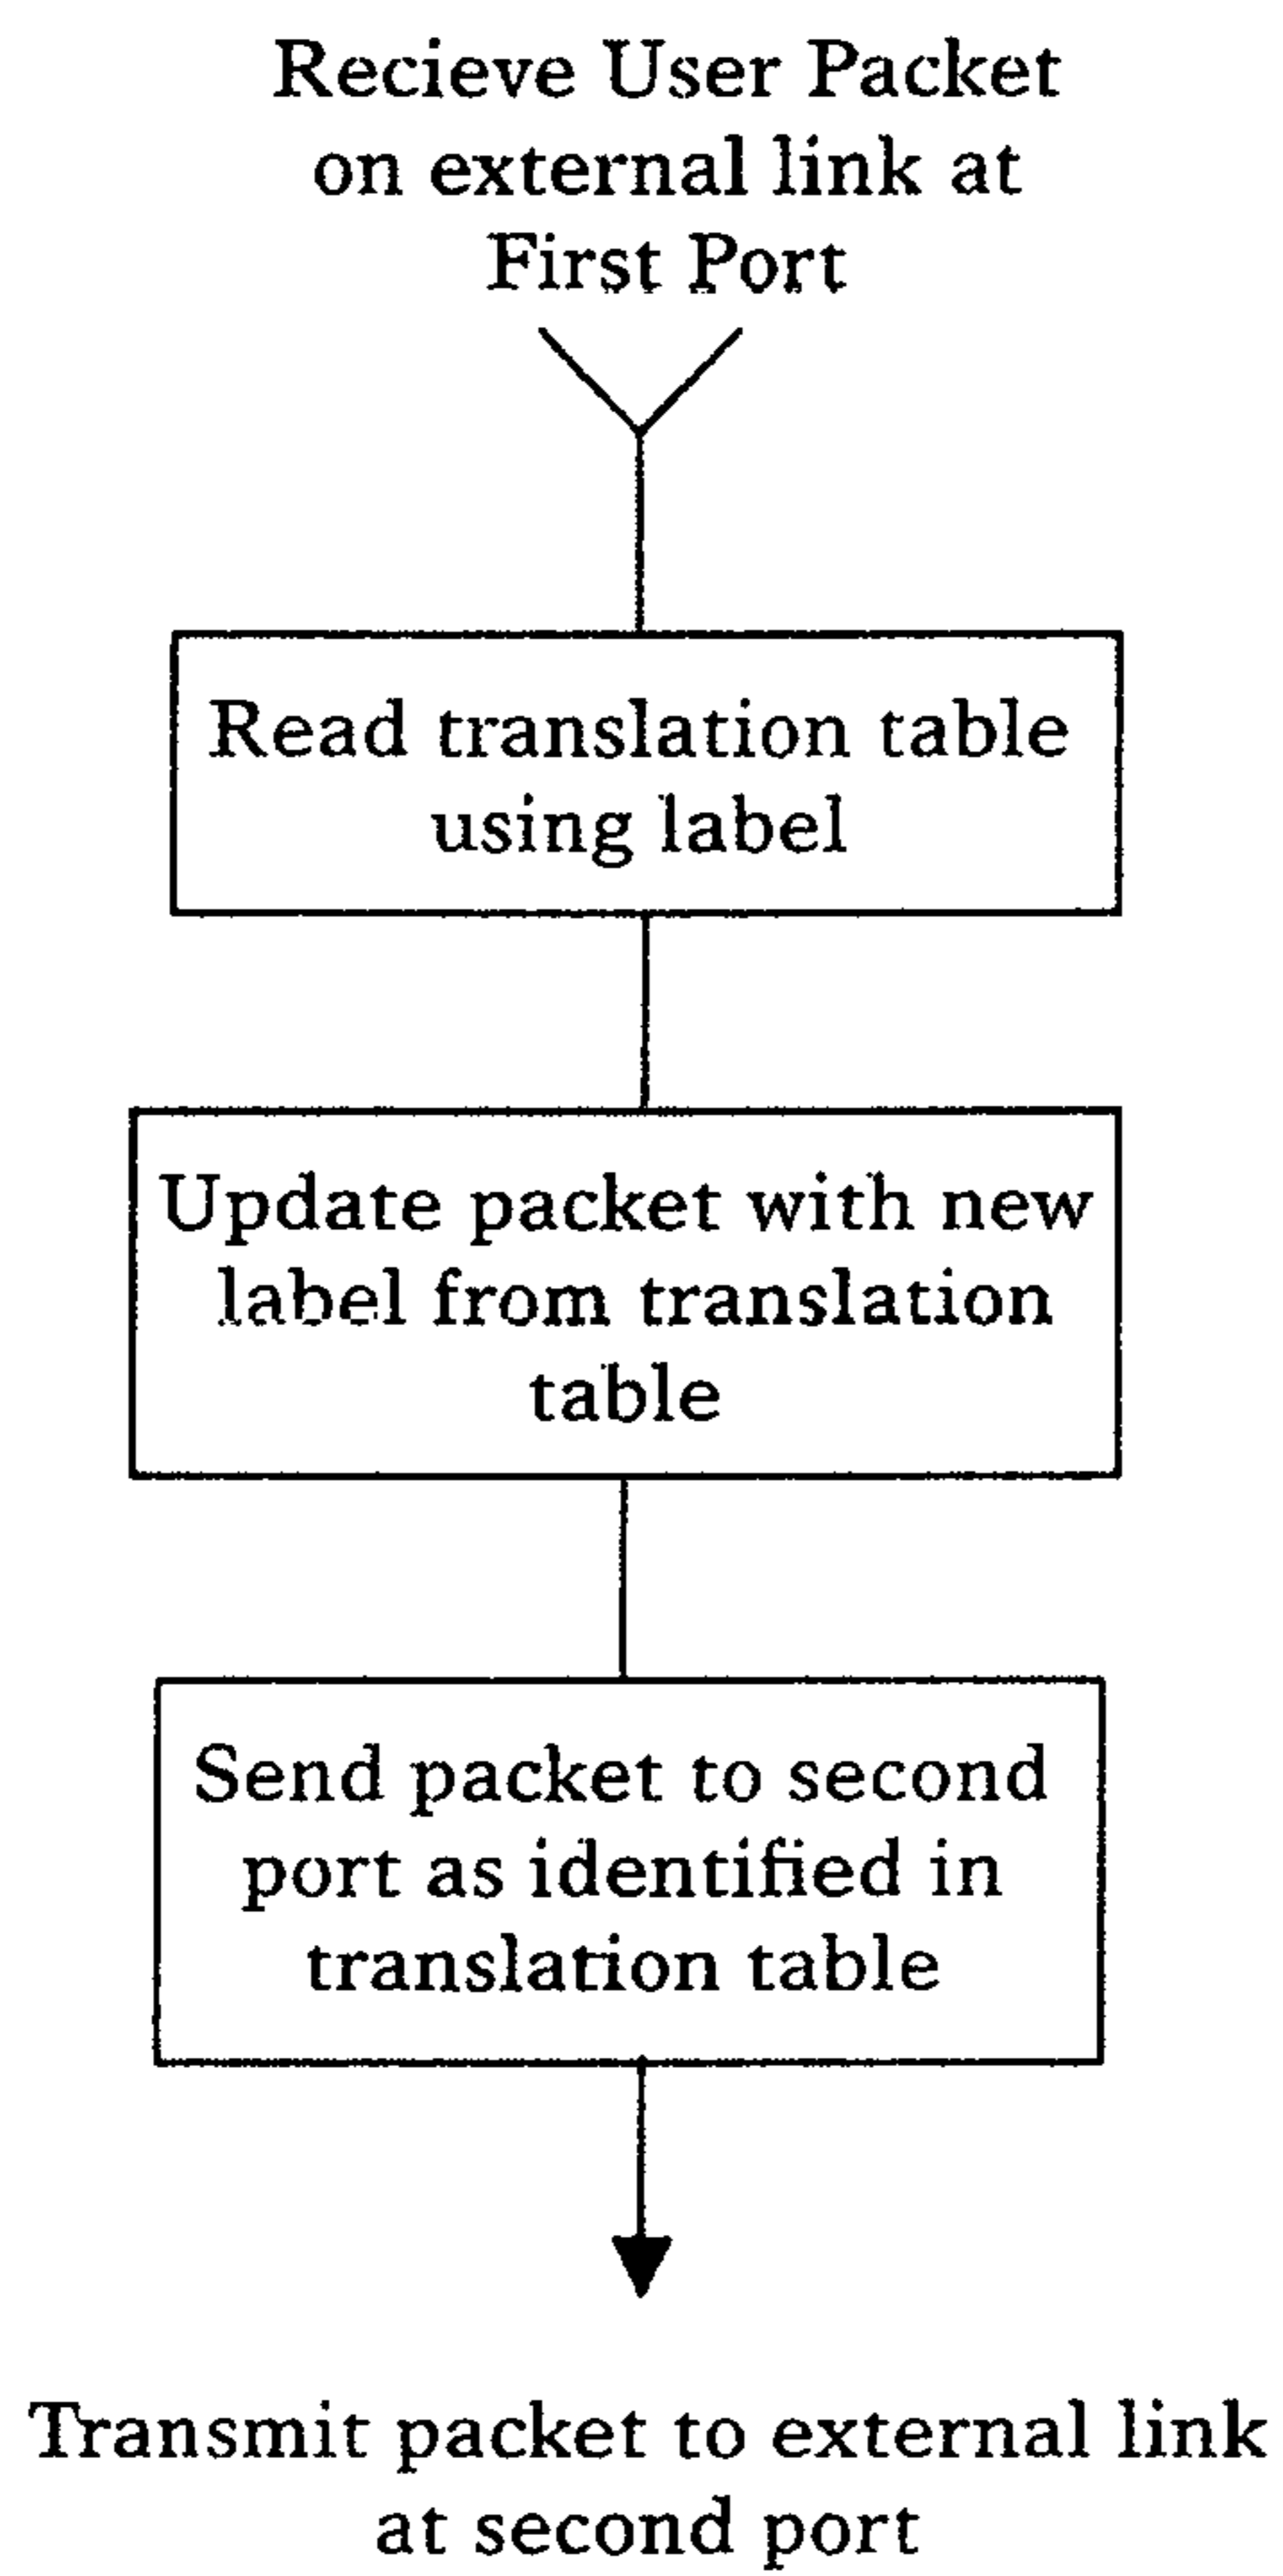 Recieve User Packet
on external link at
First Port
Read translation table
using label
Update packet with new
label from translation
table
Send packet to second
port as identified in
translation table
Transmit packet to external link
at second port